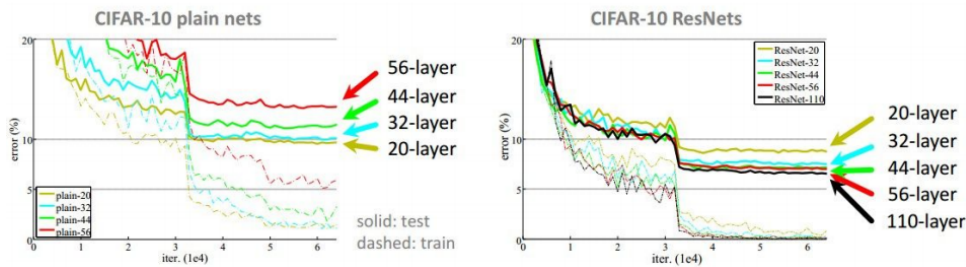 CIFAR-10 plain nets
20
10
5
0
0
1
2
3
4
5
6
error (%)
iter. (1e4)
plain-20
plain-32
plain-44
plain-56
56-layer
44-layer
32-layer
20-layer
solid: test
dashed: train
CIFAR-10 ResNets
20
10
5
0
0
1
2
3
4
5
6
error (%)
iter. (1e4)
ResNet-20
ResNet-32
ResNet-44
ResNet-56
ResNet-110
20-layer
32-layer
44-layer
56-layer
110-layer